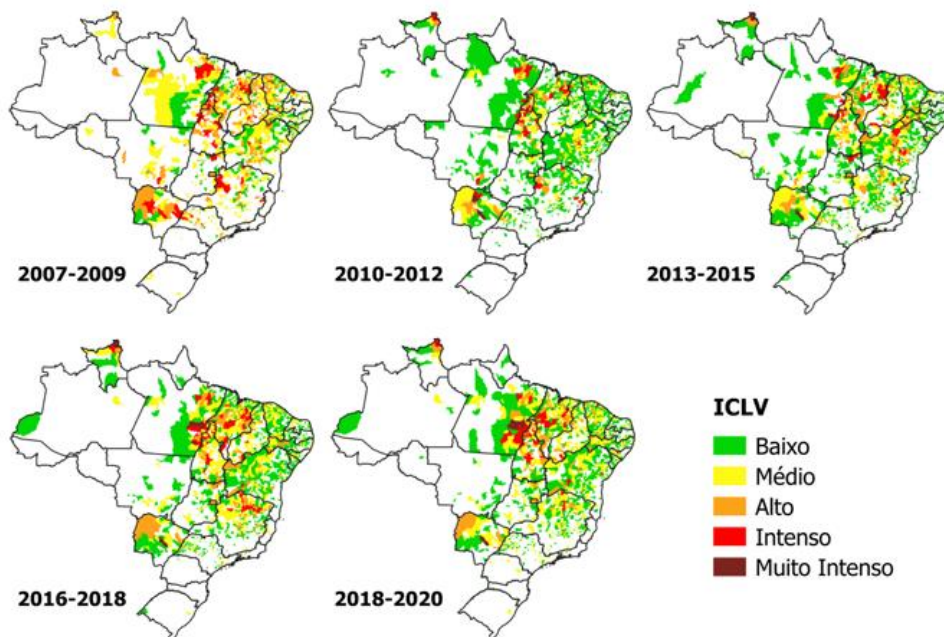 2007-2009
2010-2012
2013-2015
2016-2018
2018-2020
ICLV
Baixo
Médio
Alto
Intenso
Muito Intenso